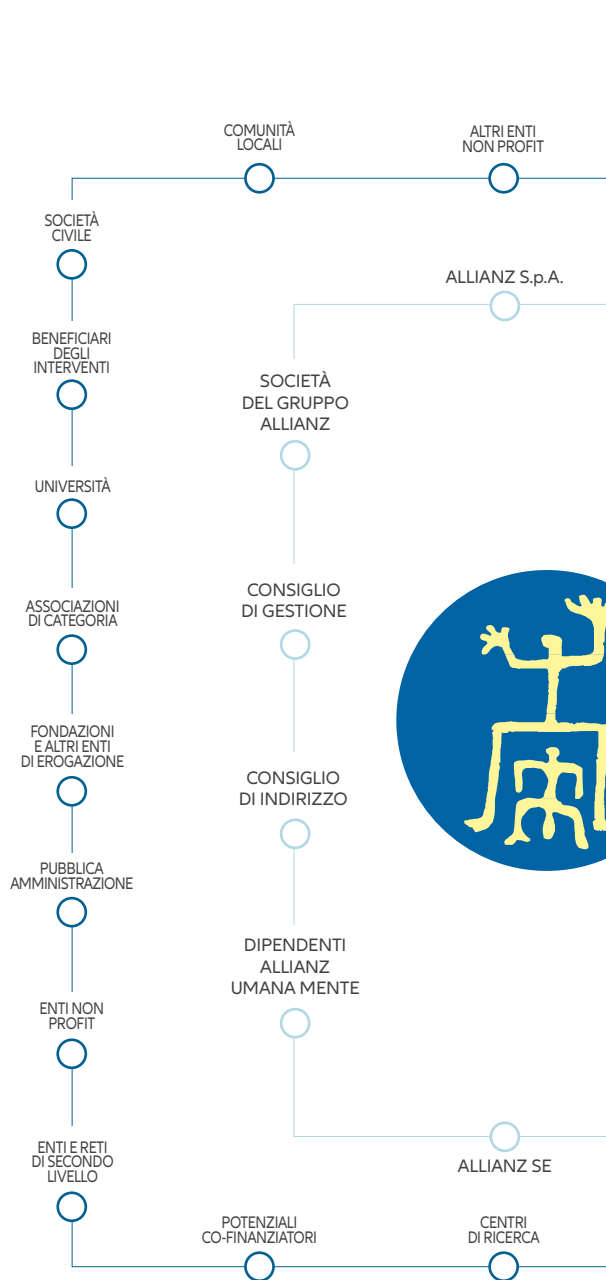 COMUNITÀ
LOCALI
ALTRI ENTI
NON PROFIT
SOCIETÀ
CIVILE
ALLIANZ S.p.A.
BENEFICIARI
DEGLI
INTERVENTI
SOCIETÀ
DEL GRUPPO
ALLIANZ
UNIVERSITÀ
CONSIGLIO
DI GESTIONE
ASSOCIAZIONI
DI CATEGORIA
FONDAZIONI
E ALTRI ENTI
DI EROGAZIONE
CONSIGLIO
DI INDIRIZZO
PUBBLICA
AMMINISTRAZIONE
DIPENDENTI
ALLIANZ
UMANA MENTE
ENTI NON
PROFIT
ENTI E RETI
DI SECONDO
LIVELLO
ALLIANZ SE
POTENZIALI
CO-FINANZIATORI
CENTRI
DI RICERCA